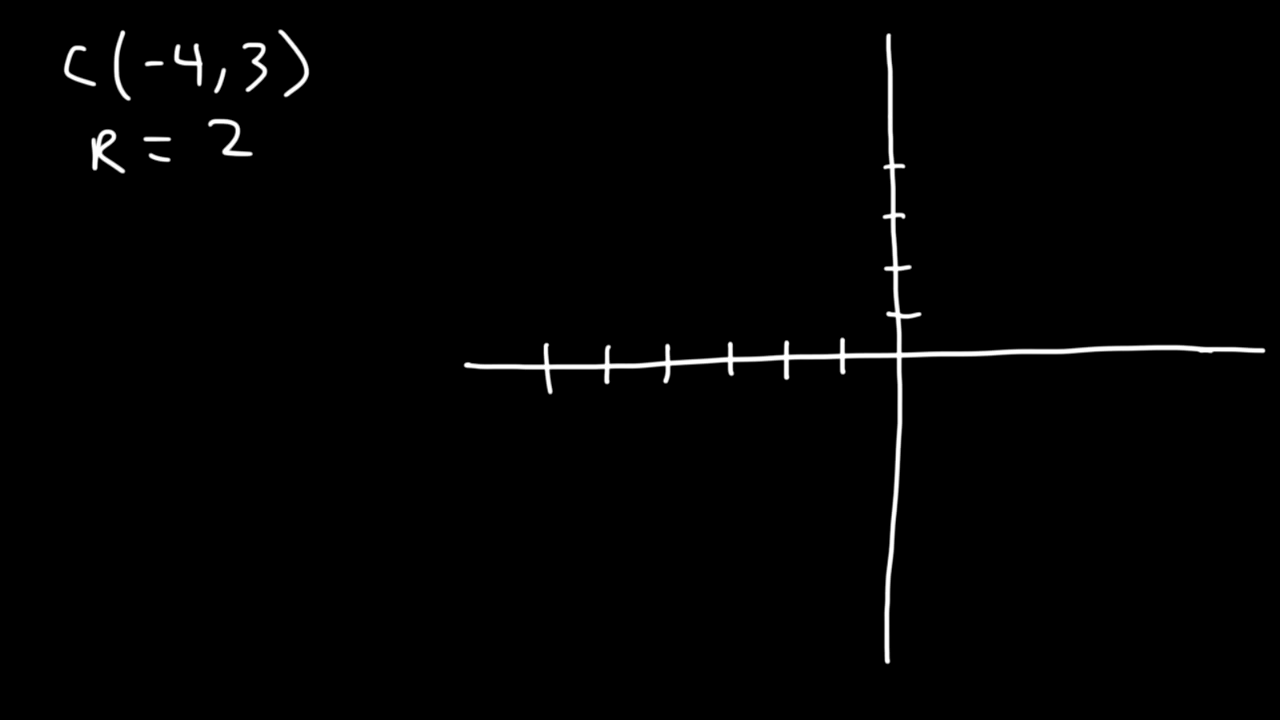 C(-4,3)
R = 2